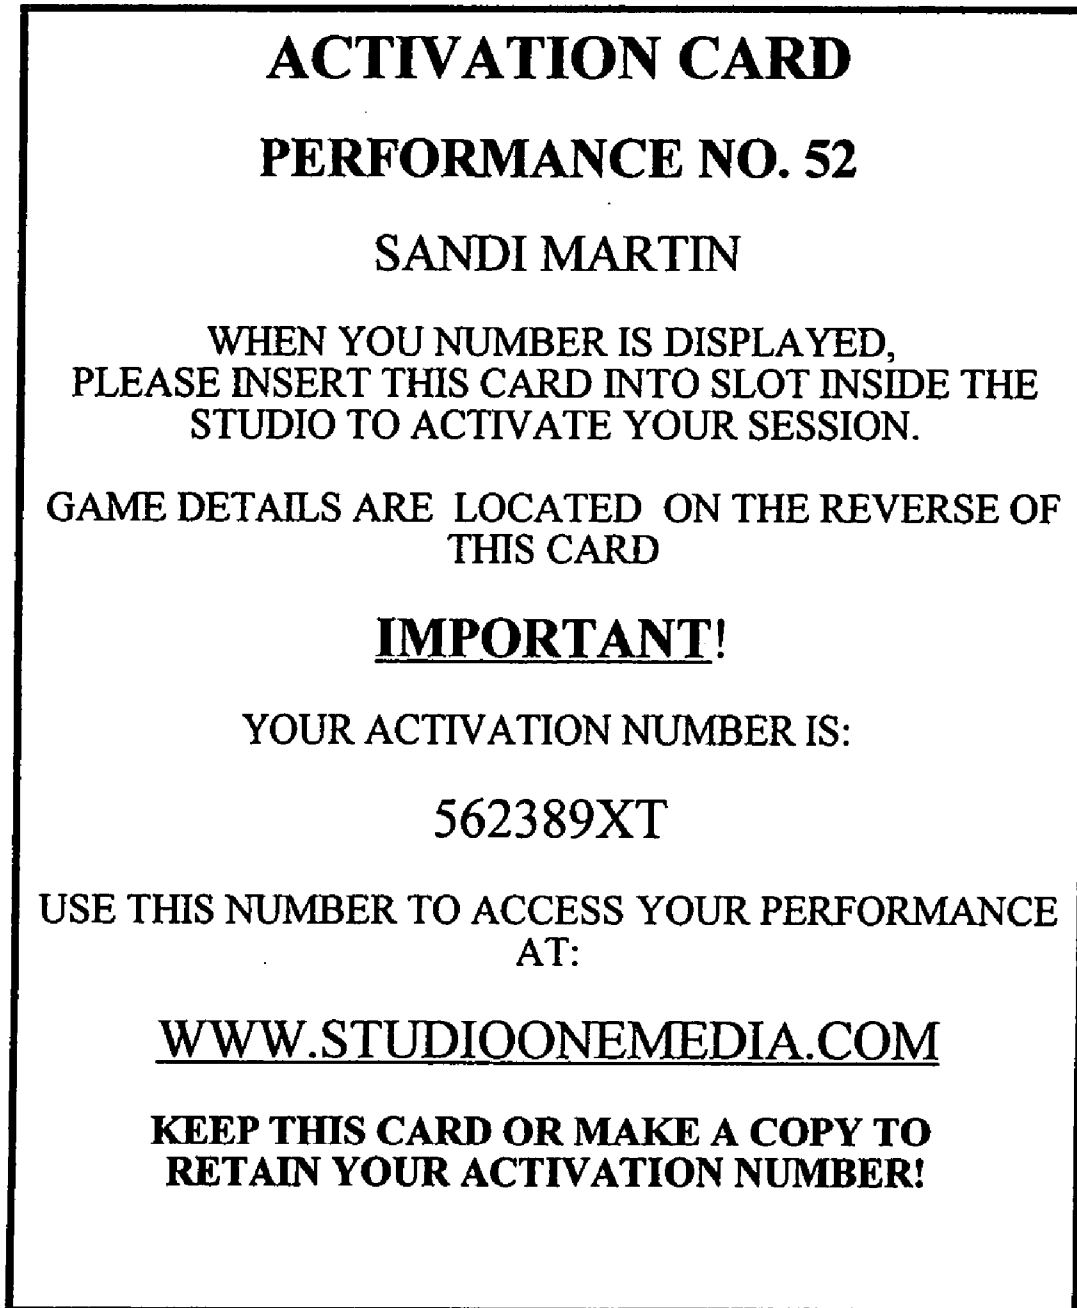 ACTIVATION CARD
PERFORMANCE NO. 52
SANDI MARTIN
WHEN YOU NUMBER IS DISPLAYED,
PLEASE INSERT THIS CARD INTO SLOT INSIDE THE
STUDIO TO ACTIVATE YOUR SESSION.
GAME DETAILS ARE LOCATED ON THE REVERSE OF
THIS CARD
IMPORTANT!
YOUR ACTIVATION NUMBER IS:
562389XT
USE THIS NUMBER TO ACCESS YOUR PERFORMANCE
AT:
WWW.STUDIOONEMEDIA.COM
KEEP THIS CARD OR MAKE A COPY TO
RETAIN YOUR ACTIVATION NUMBER!